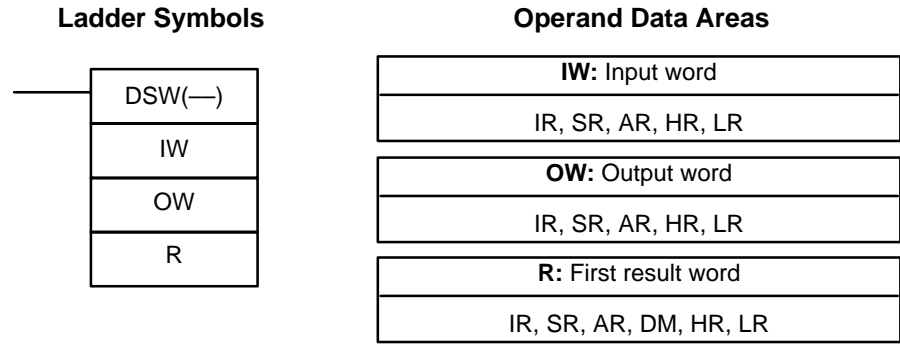 Ladder Symbols
DSW(—)
IW
OW
R
Operand Data Areas
IW: Input word
IR, SR, AR, HR, LR
OW: Output word
IR, SR, AR, HR, LR
R: First result word
IR, SR, AR, DM, HR, LR